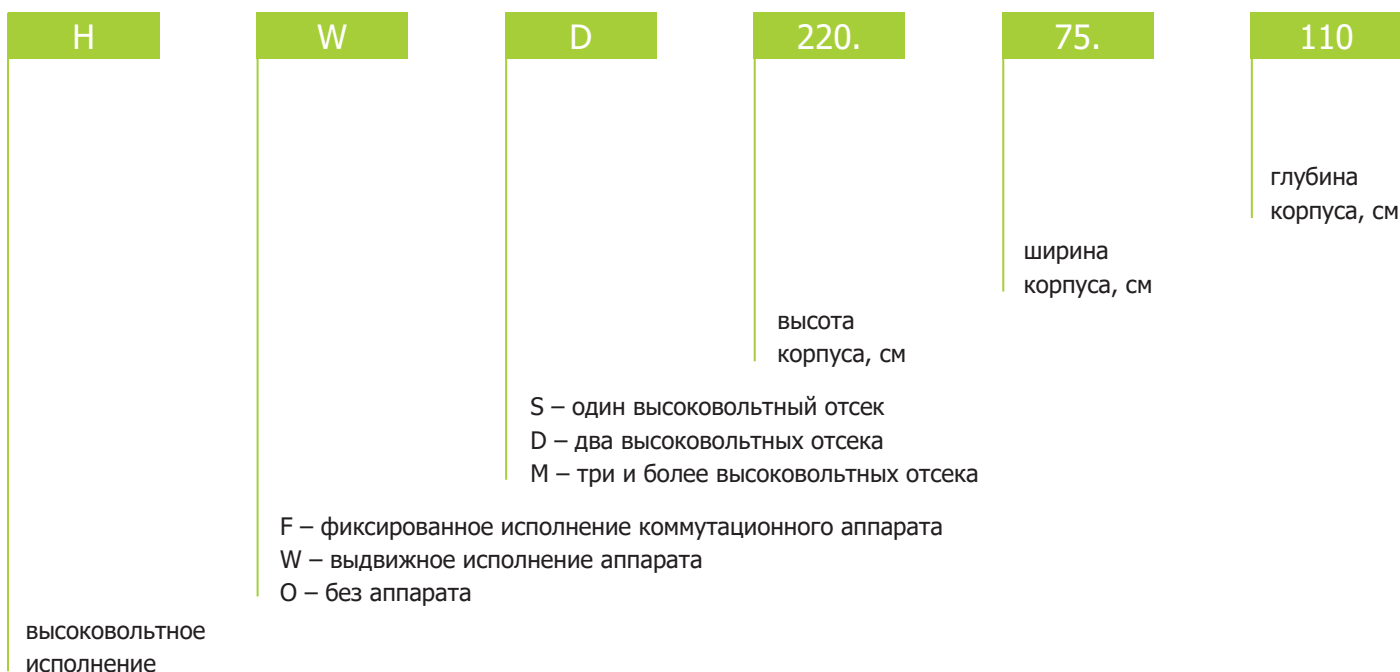 H W D 220. 75. 110
глубина
корпуса, см
ширина
корпуса, см
высота
корпуса, см
S – один высоковольтный отсек
D – два высоковольтных отсека
M – три и более высоковольтных отсека
F – фиксированное исполнение коммутационного аппарата
W – выдвижное исполнение аппарата
O – без аппарата
высоковольтное
исполнение